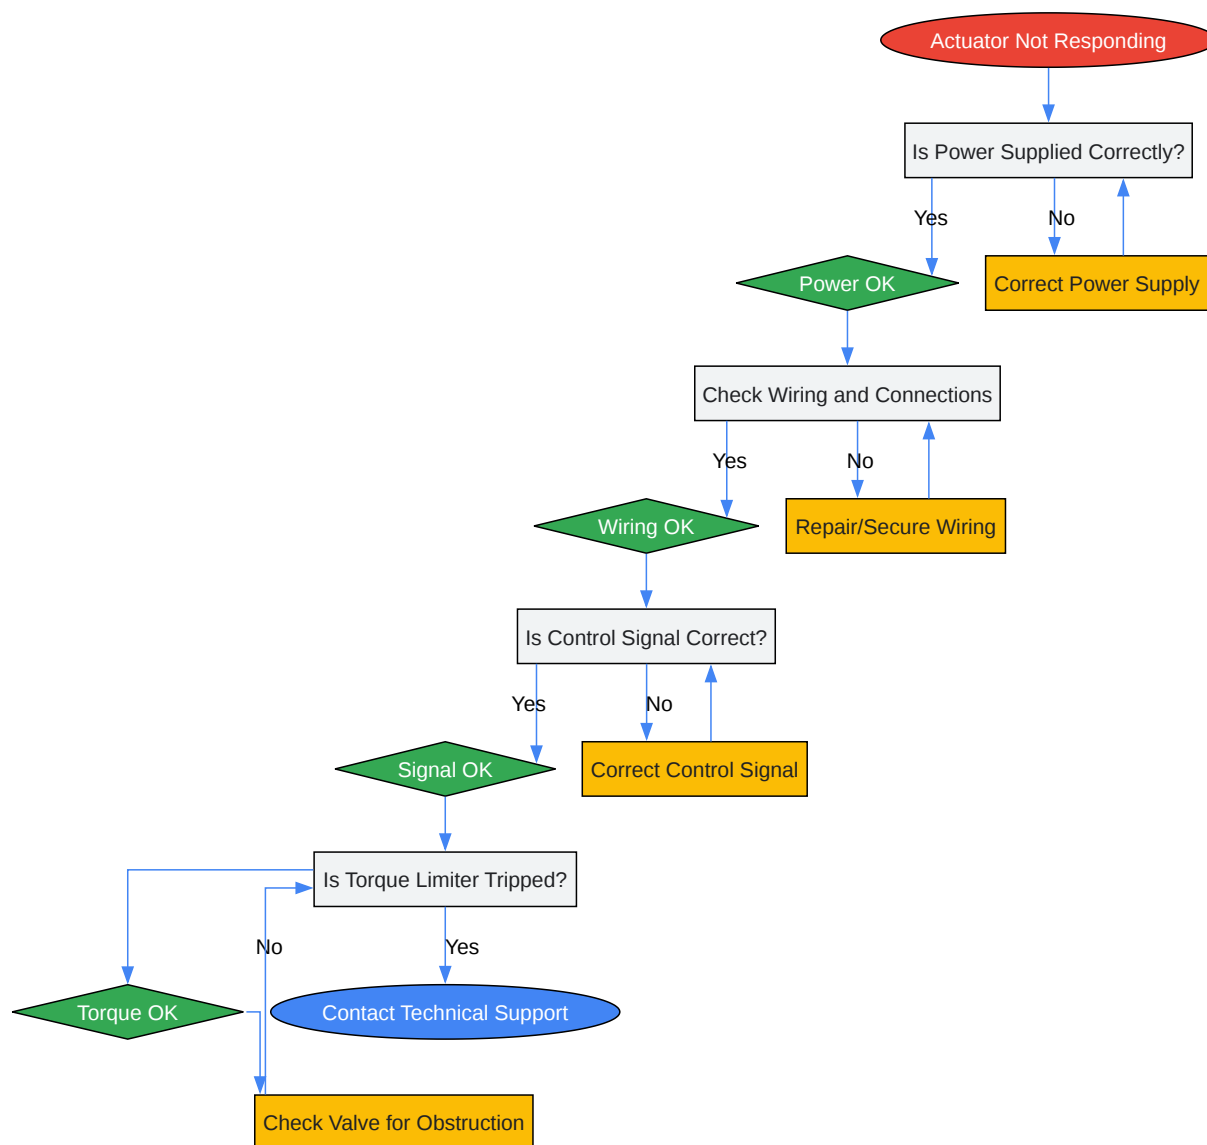 Actuator Not Responding
Is Power Supplied Correctly?
Yes
No
Power OK
Correct Power Supply
Check Wiring and Connections
Yes
No
Wiring OK
Repair/Secure Wiring
Is Control Signal Correct?
Yes
No
Signal OK
Correct Control Signal
Is Torque Limiter Tripped?
No
Yes
Torque OK
Contact Technical Support
Check Valve for Obstruction